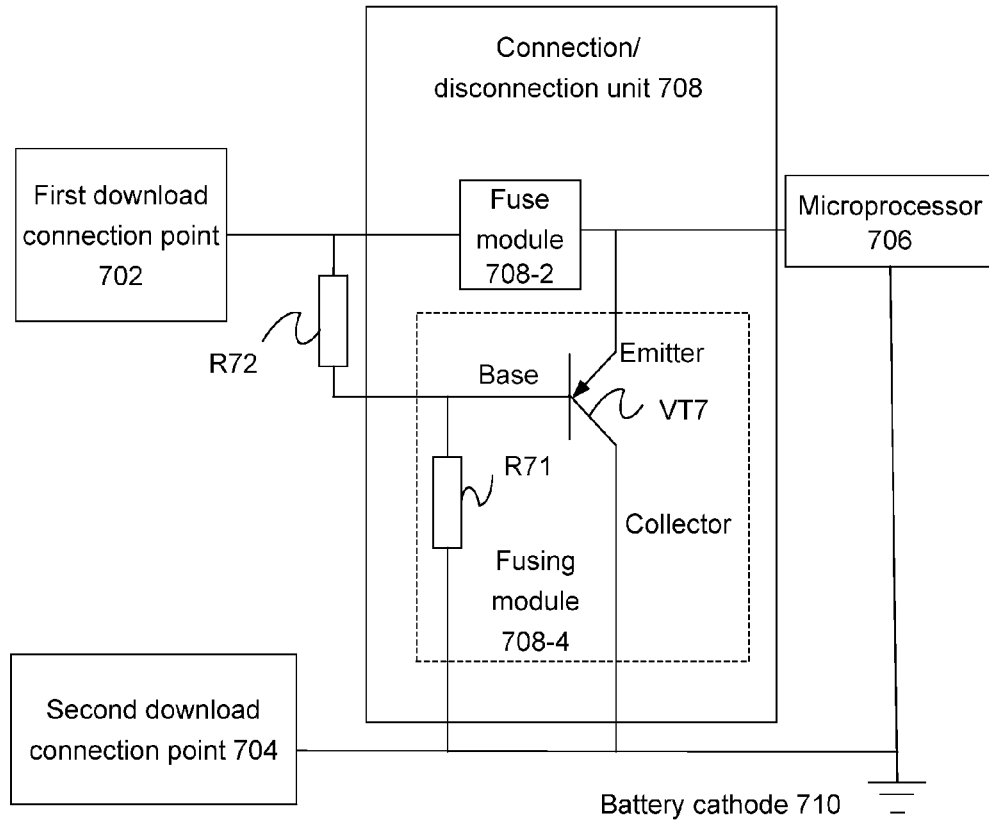 Connection/
disconnection unit 708
First download
connection point
702
Fuse
module
708-2
Microprocessor
706
R72
Base
Emitter
VT7
R71
Collector
Fusing
module
708-4
Second download
connection point 704
Battery cathode 710